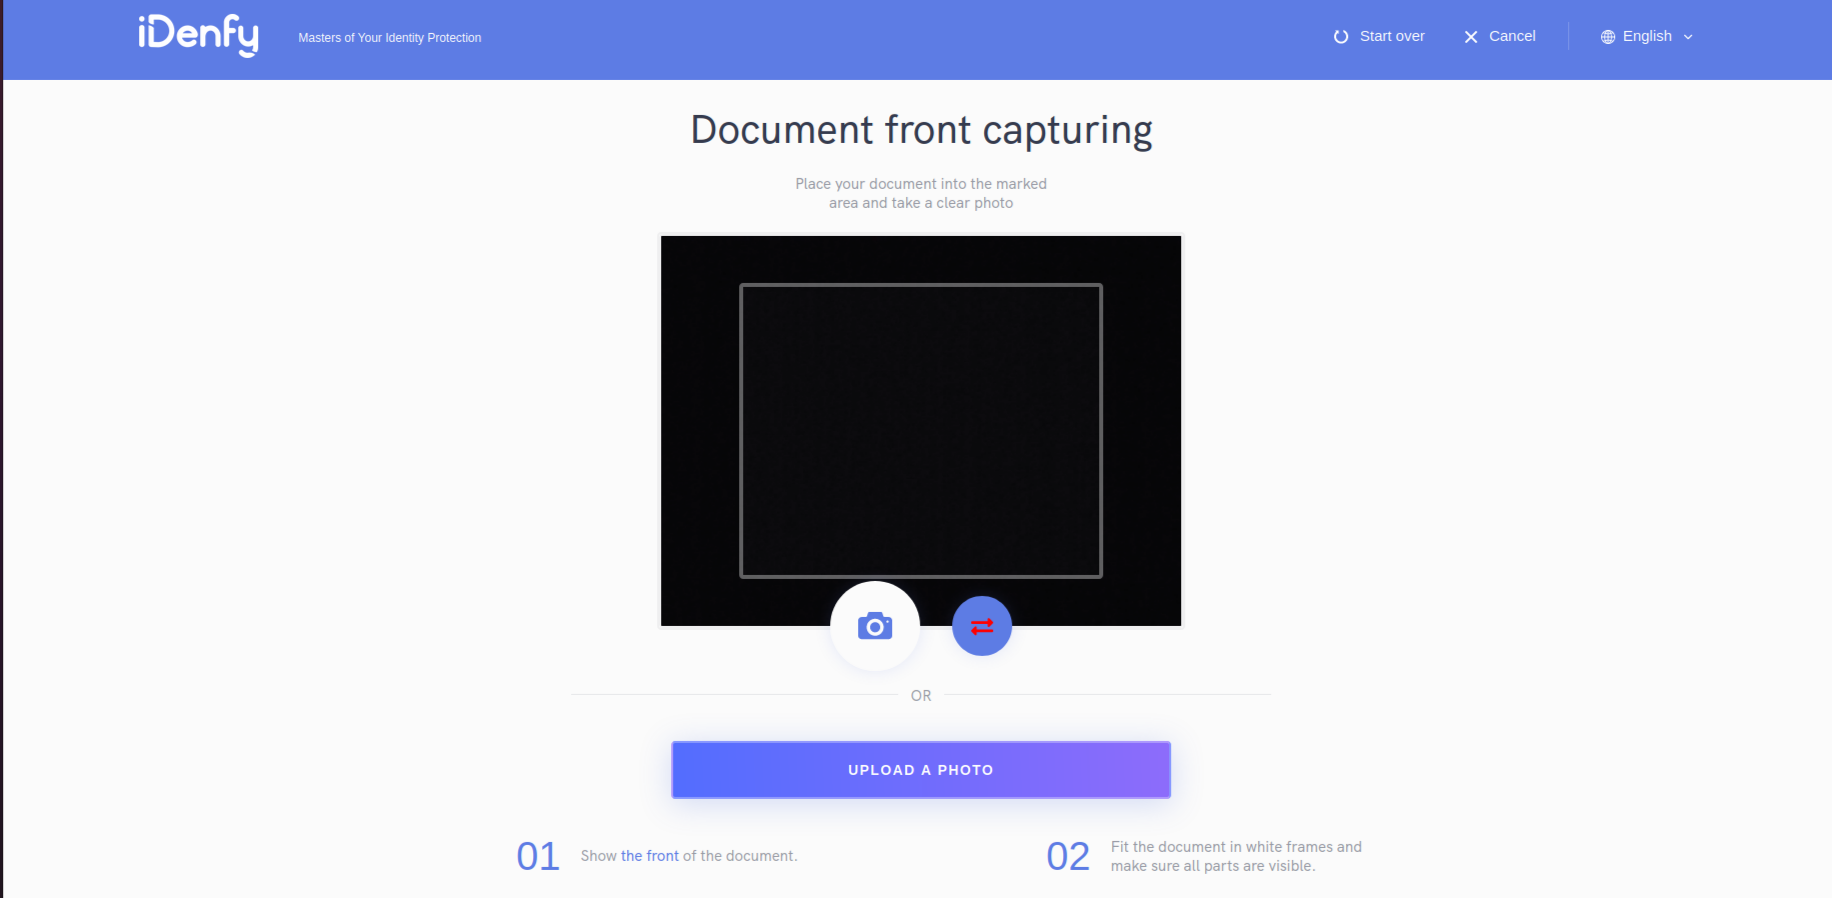 iDenfy
Masters of Your Identity Protection
Start over
Cancel
English
Document front capturing
Place your document into the marked
area and take a clear photo
OR
UPLOAD A PHOTO
01
Show the front of the document.
02
Fit the document in white frames and
make sure all parts are visible.